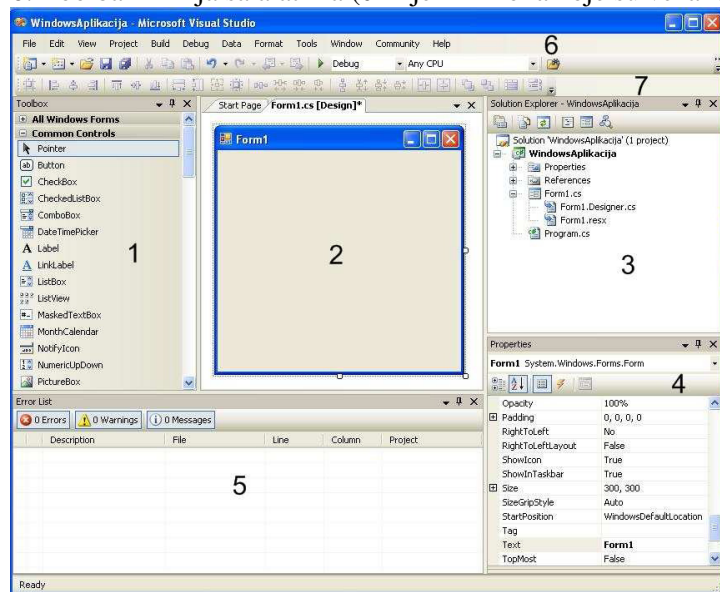 WindowsAplikacija - Microsoft Visual Studio
File Edit View Project Build Debug Data Format Tools Window Community Help
6
Debug Any CPU
7
Toolbox
All Windows Forms
Common Controls
Pointer
Button
CheckBox
CheckedListBox
ComboBox
DateTimePicker
Label
LinkLabel
ListBox
ListView
MaskedTextBox
MonthCalendar
NotifyIcon
NumericUpDown
PictureBox
1
Start Page Form1.cs [Design]*
Form1
2
Solution Explorer - WindowsAplikacija
Solution 'WindowsAplikacija' (1 project)
WindowsAplikacija
Properties
References
Form1.cs
Form1.Designer.cs
Form1.resx
Program.cs
3
Properties
Form1 System.Windows.Forms.Form
4
Opacity 100%
Padding 0, 0, 0, 0
RightToLeft No
RightToLeftLayout False
ShowIcon True
ShowInTaskbar True
Size 300, 300
SizeGripStyle Auto
StartPosition WindowsDefaultLocation
Tag
Text Form1
TopMost False
Error List
0 Errors 0 Warnings 0 Messages
Description File Line Column Project
5
Ready